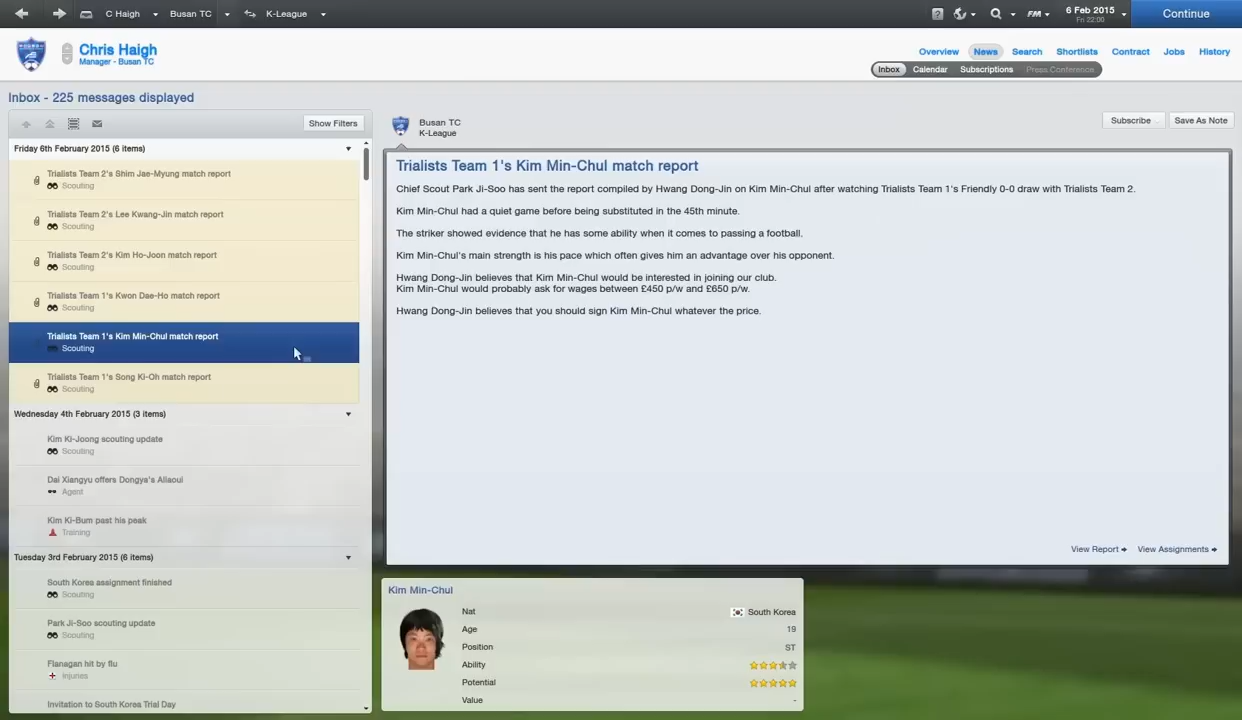 C Haigh
Busan TC
K-League
6 Feb 2015
Fri 22:00
Continue
Chris Haigh
Manager - Busan TC
Overview
News
Search
Shortlists
Contract
Jobs
History
Inbox
Calendar
Subscriptions
Press Conference
Inbox - 225 messages displayed
Show Filters
Friday 6th February 2015 (6 items)
Trialists Team 2's Shim Jae-Myung match report
Scouting
Trialists Team 2's Lee Kwang-Jin match report
Scouting
Trialists Team 2's Kim Ho-Joon match report
Scouting
Trialists Team 1's Kwon Dae-Ho match report
Scouting
Trialists Team 1's Kim Min-Chul match report
Scouting
Trialists Team 1's Song Ki-Oh match report
Scouting
Wednesday 4th February 2015 (3 items)
Kim Ki-Joong scouting update
Scouting
Dai Xiangyu offers Dongya's Allaoui
Agent
Kim Ki-Bum past his peak
Training
Tuesday 3rd February 2015 (6 items)
South Korea assignment finished
Scouting
Park Ji-Soo scouting update
Scouting
Flanagan hit by flu
Injuries
Invitation to South Korea Trial Day
Busan TC
K-League
Subscribe
Save As Note
Trialists Team 1's Kim Min-Chul match report
Chief Scout Park Ji-Soo has sent the report compiled by Hwang Dong-Jin on Kim Min-Chul after watching Trialists Team 1's Friendly 0-0 draw with Trialists Team 2.
Kim Min-Chul had a quiet game before being substituted in the 45th minute.
The striker showed evidence that he has some ability when it comes to passing a football.
Kim Min-Chul's main strength is his pace which often gives him an advantage over his opponent.
Hwang Dong-Jin believes that Kim Min-Chul would be interested in joining our club.
Kim Min-Chul would probably ask for wages between £450 p/w and £650 p/w.
Hwang Dong-Jin believes that you should sign Kim Min-Chul whatever the price.
View Report
View Assignments
Kim Min-Chul
Nat South Korea
Age 19
Position ST
Ability
Potential
Value -